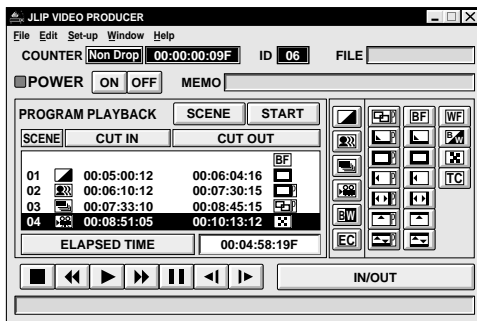 JLIP VIDEO PRODUCER
File Edit Set-up Window Help
COUNTER Non Drop 00:00:00:09F ID 06 FILE
POWER ON OFF MEMO
PROGRAM PLAYBACK SCENE START
SCENE CUT IN CUT OUT
BF
01 00:05:00:12 00:06:04:16
02 00:06:10:12 00:07:30:15
03 00:07:33:10 00:08:45:15
04 00:08:51:05 00:10:13:12
ELAPSED TIME 00:04:58:19F
BF WF
B/W
TC
BW
EC
IN/OUT